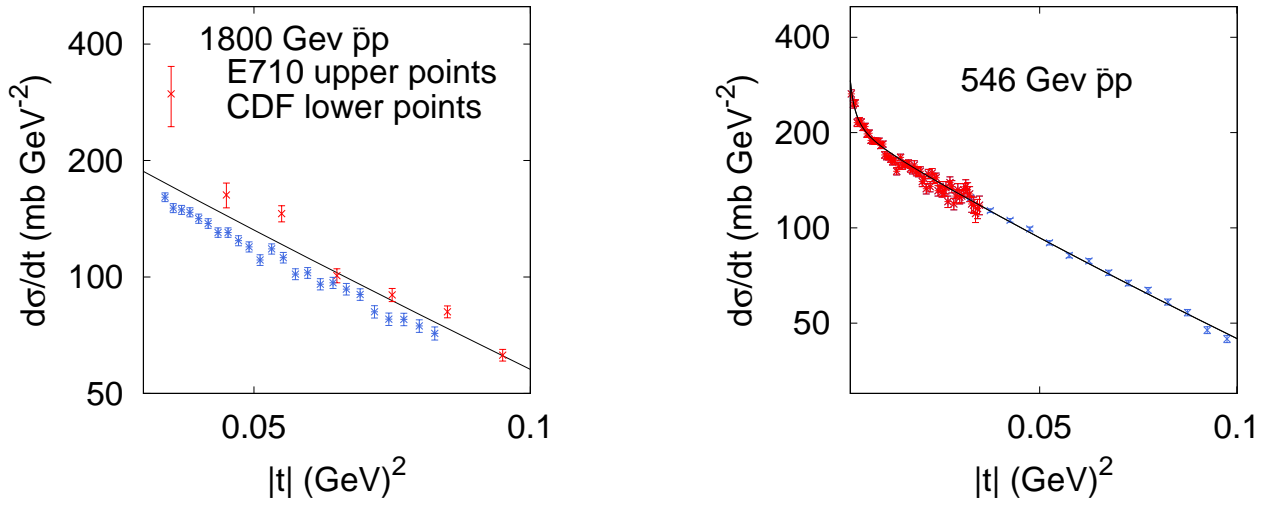 1800 Gev p̄p
E710 upper points
CDF lower points
400
200
100
50
dσ/dt (mb GeV⁻²)
0.05
0.1
|t| (GeV)²
546 Gev p̄p
400
200
100
50
dσ/dt (mb GeV⁻²)
0.05
0.1
|t| (GeV)²